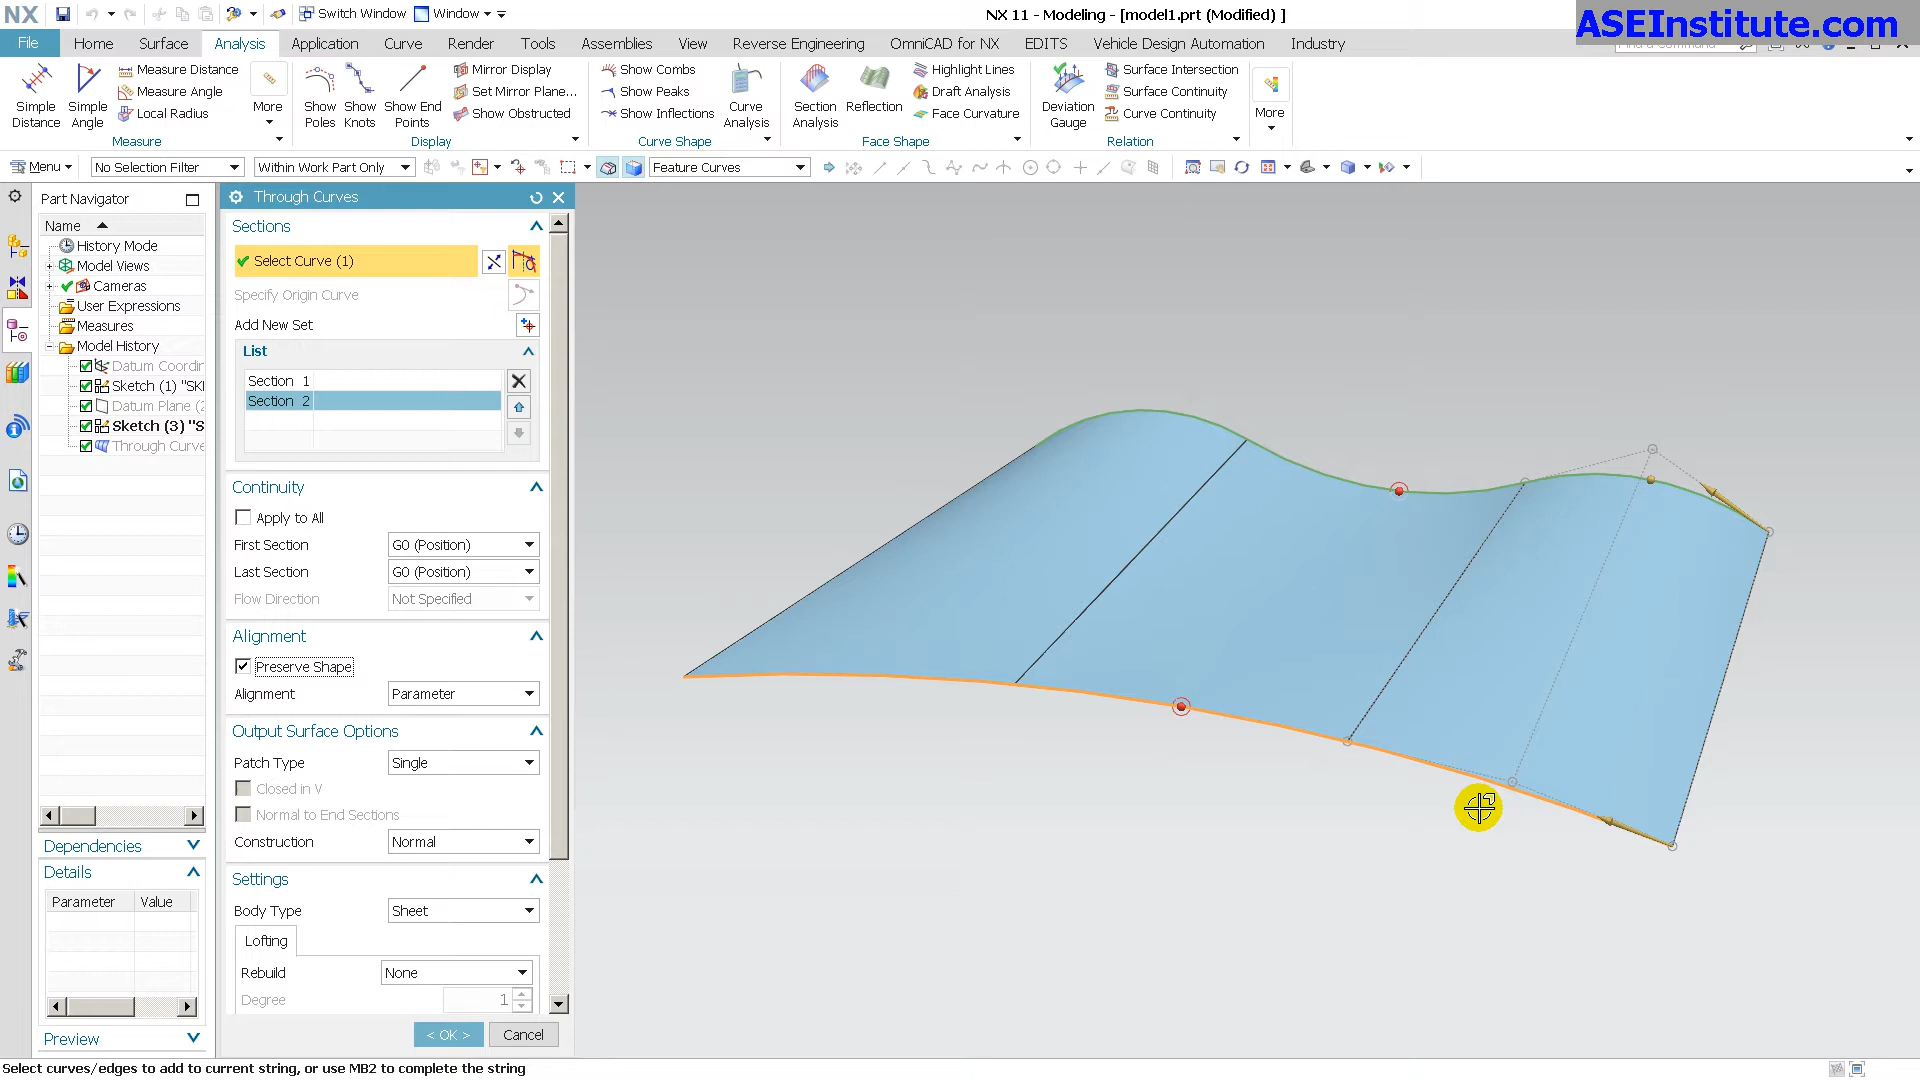 NX
Switch Window
Window
NX 11 - Modeling - [model1.prt (Modified) ]
ASEInstitute.com
File
Home
Surface
Analysis
Application
Curve
Render
Tools
Assemblies
View
Reverse Engineering
OmniCAD for NX
EDITS
Vehicle Design Automation
Industry
Simple Distance
Simple Angle
Measure Distance
Measure Angle
Local Radius
More
Measure
Show Poles
Show Knots
Show End Points
Mirror Display
Set Mirror Plane...
Show Obstructed
Display
Show Combs
Show Peaks
Show Inflections
Curve Analysis
Curve Shape
Section Analysis
Reflection
Highlight Lines
Draft Analysis
Face Curvature
Face Shape
Deviation Gauge
Surface Intersection
Surface Continuity
Curve Continuity
Relation
More
Menu
No Selection Filter
Within Work Part Only
Feature Curves
Part Navigator
Name
History Mode
Model Views
Cameras
User Expressions
Measures
Model History
Datum Coordin
Sketch (1) "SKI
Datum Plane (2
Sketch (3) "S
Through Curve
Dependencies
Details
Parameter
Value
Preview
Through Curves
Sections
Select Curve (1)
Specify Origin Curve
Add New Set
List
Section 1
Section 2
Continuity
Apply to All
First Section
G0 (Position)
Last Section
G0 (Position)
Flow Direction
Not Specified
Alignment
Preserve Shape
Alignment
Parameter
Output Surface Options
Patch Type
Single
Closed in V
Normal to End Sections
Construction
Normal
Settings
Body Type
Sheet
Lofting
Rebuild
None
Degree
1
< OK >
Cancel
Select curves/edges to add to current string, or use MB2 to complete the string